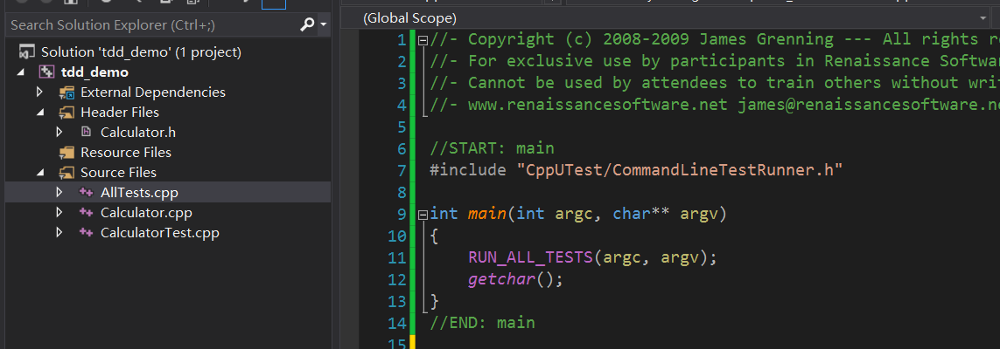 Search Solution Explorer (Ctrl+;)
Solution 'tdd_demo' (1 project)
tdd_demo
External Dependencies
Header Files
Calculator.h
Resource Files
Source Files
AllTests.cpp
Calculator.cpp
CalculatorTest.cpp
(Global Scope)
1 //- Copyright (c) 2008-2009 James Grenning --- All rights
2 //- For exclusive use by participants in Renaissance
3 //- Cannot be used by attendees to train others without
4 //- www.renaissancesoftware.net
5
6 //START: main
7 #include "CppUTest/CommandLineTestRunner.h"
8
9 int main(int argc, char** argv)
10 {
11 RUN_ALL_TESTS(argc, argv);
12 getchar();
13 }
14 //END: main
15